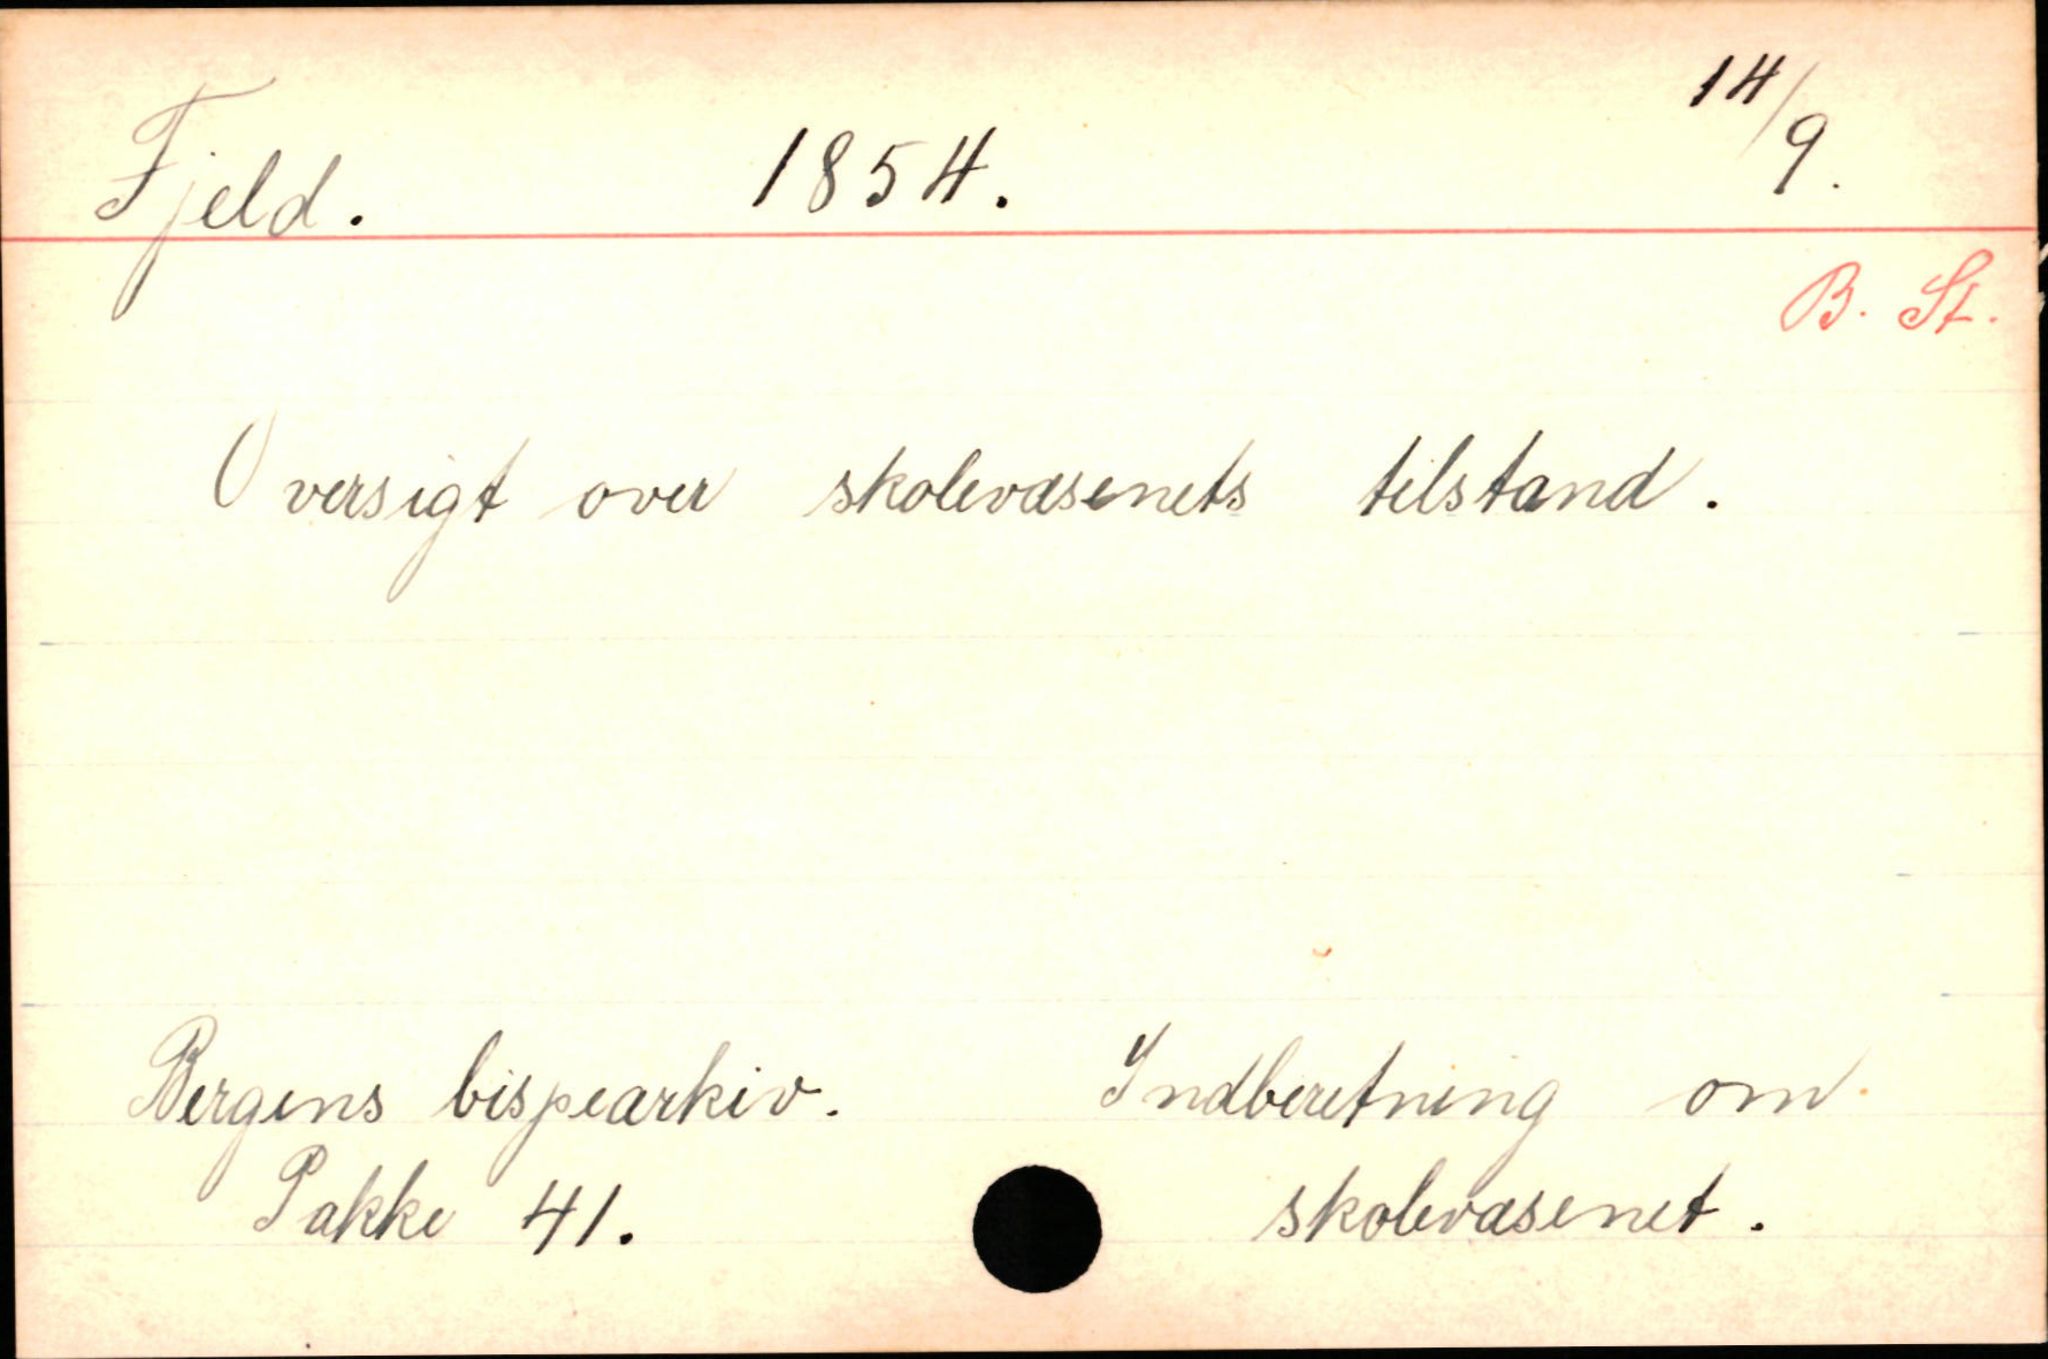 Fjeld. 1854. 14/9.
B. St.
Oversigt over skolevæsenets tilstand.
Bergens bispearkiv. Indberetning om
Pakke 41. skolevæsenet.